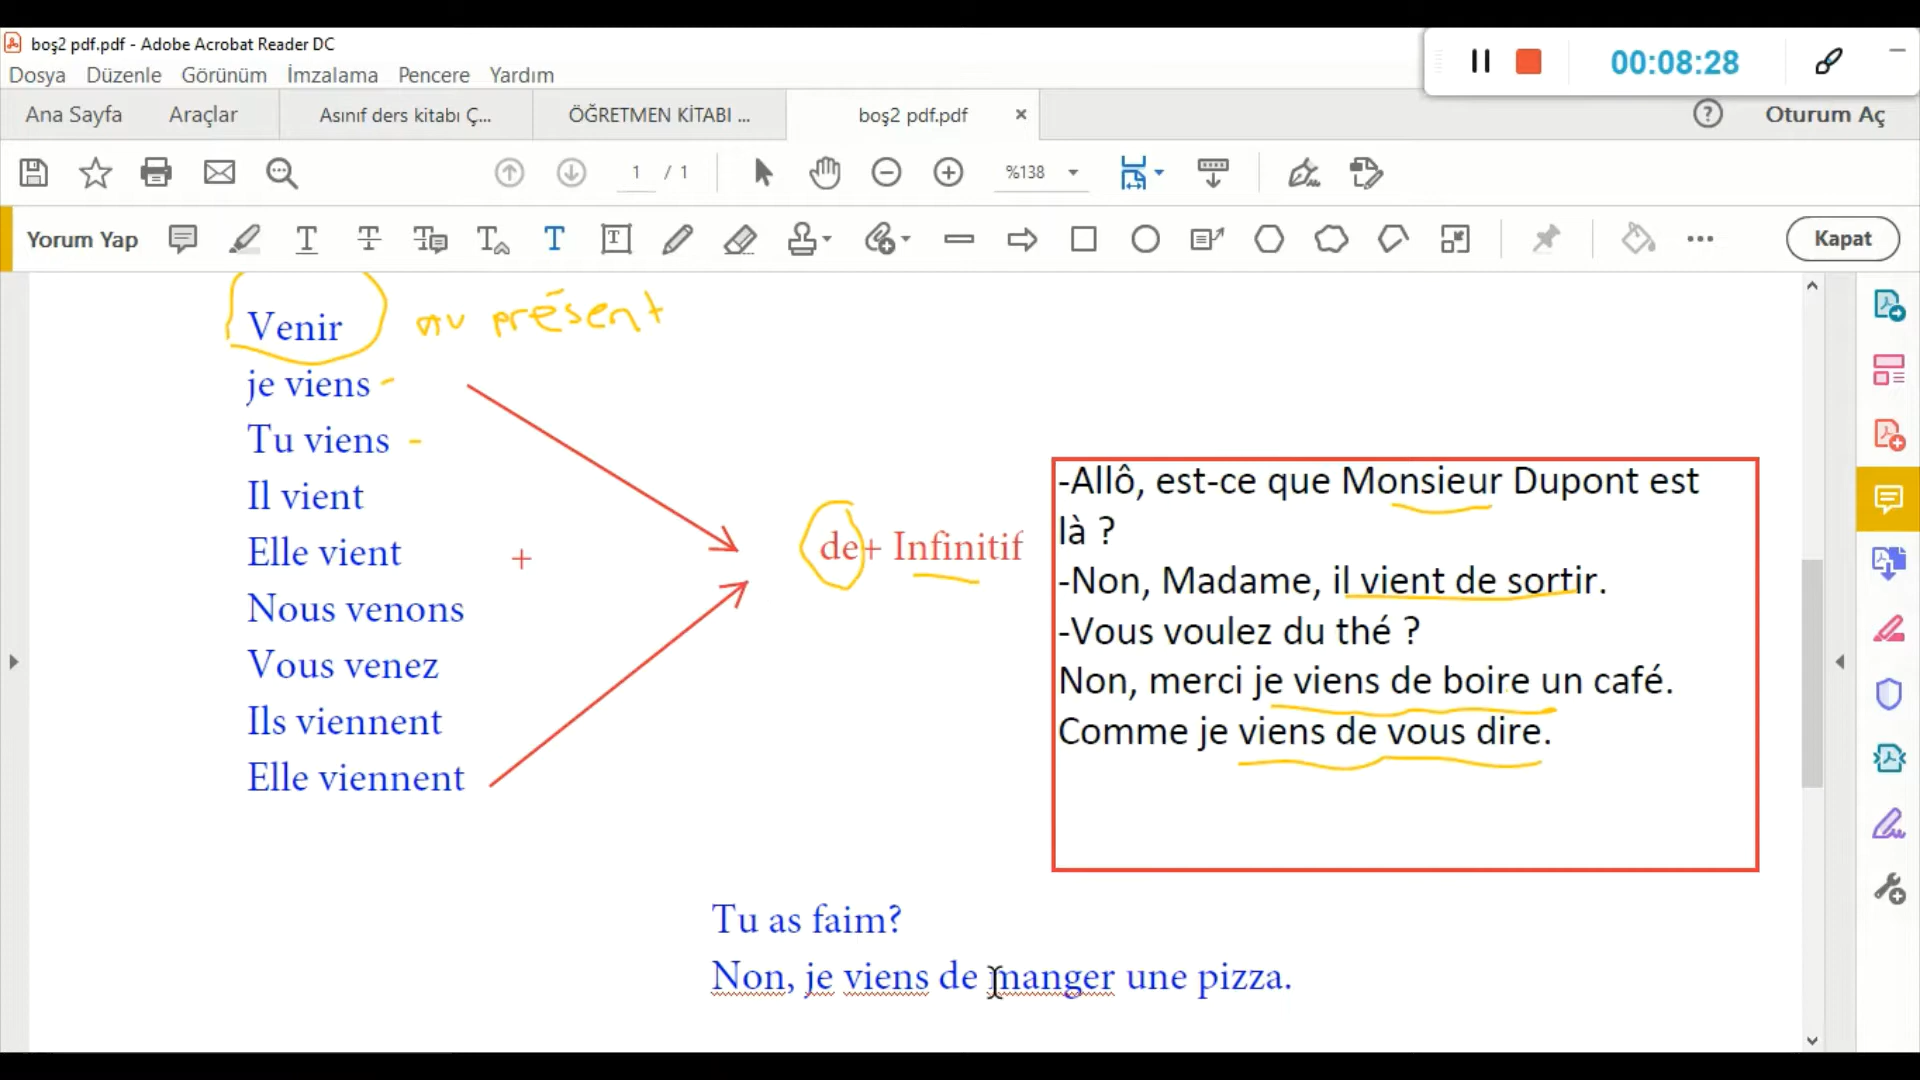 boş2 pdf.pdf - Adobe Acrobat Reader DC
Dosya Düzenle Görünüm İmzalama Pencere Yardım
00:08:28
Ana Sayfa Araçlar Asınıf ders kitabı Ç... ÖĞRETMEN KİTABI ... boş2 pdf.pdf × ? Oturum Aç
1 / 1 %138
Yorum Yap Kapat
Venir au présent
je viens -
Tu viens -
Il vient
Elle vient +
Nous venons
Vous venez
Ils viennent
Elle viennent
de+ Infinitif
-Allô, est-ce que Monsieur Dupont est
là ?
-Non, Madame, il vient de sortir.
-Vous voulez du thé ?
Non, merci je viens de boire un café.
Comme je viens de vous dire.
Tu as faim?
Non, je viens de manger une pizza.